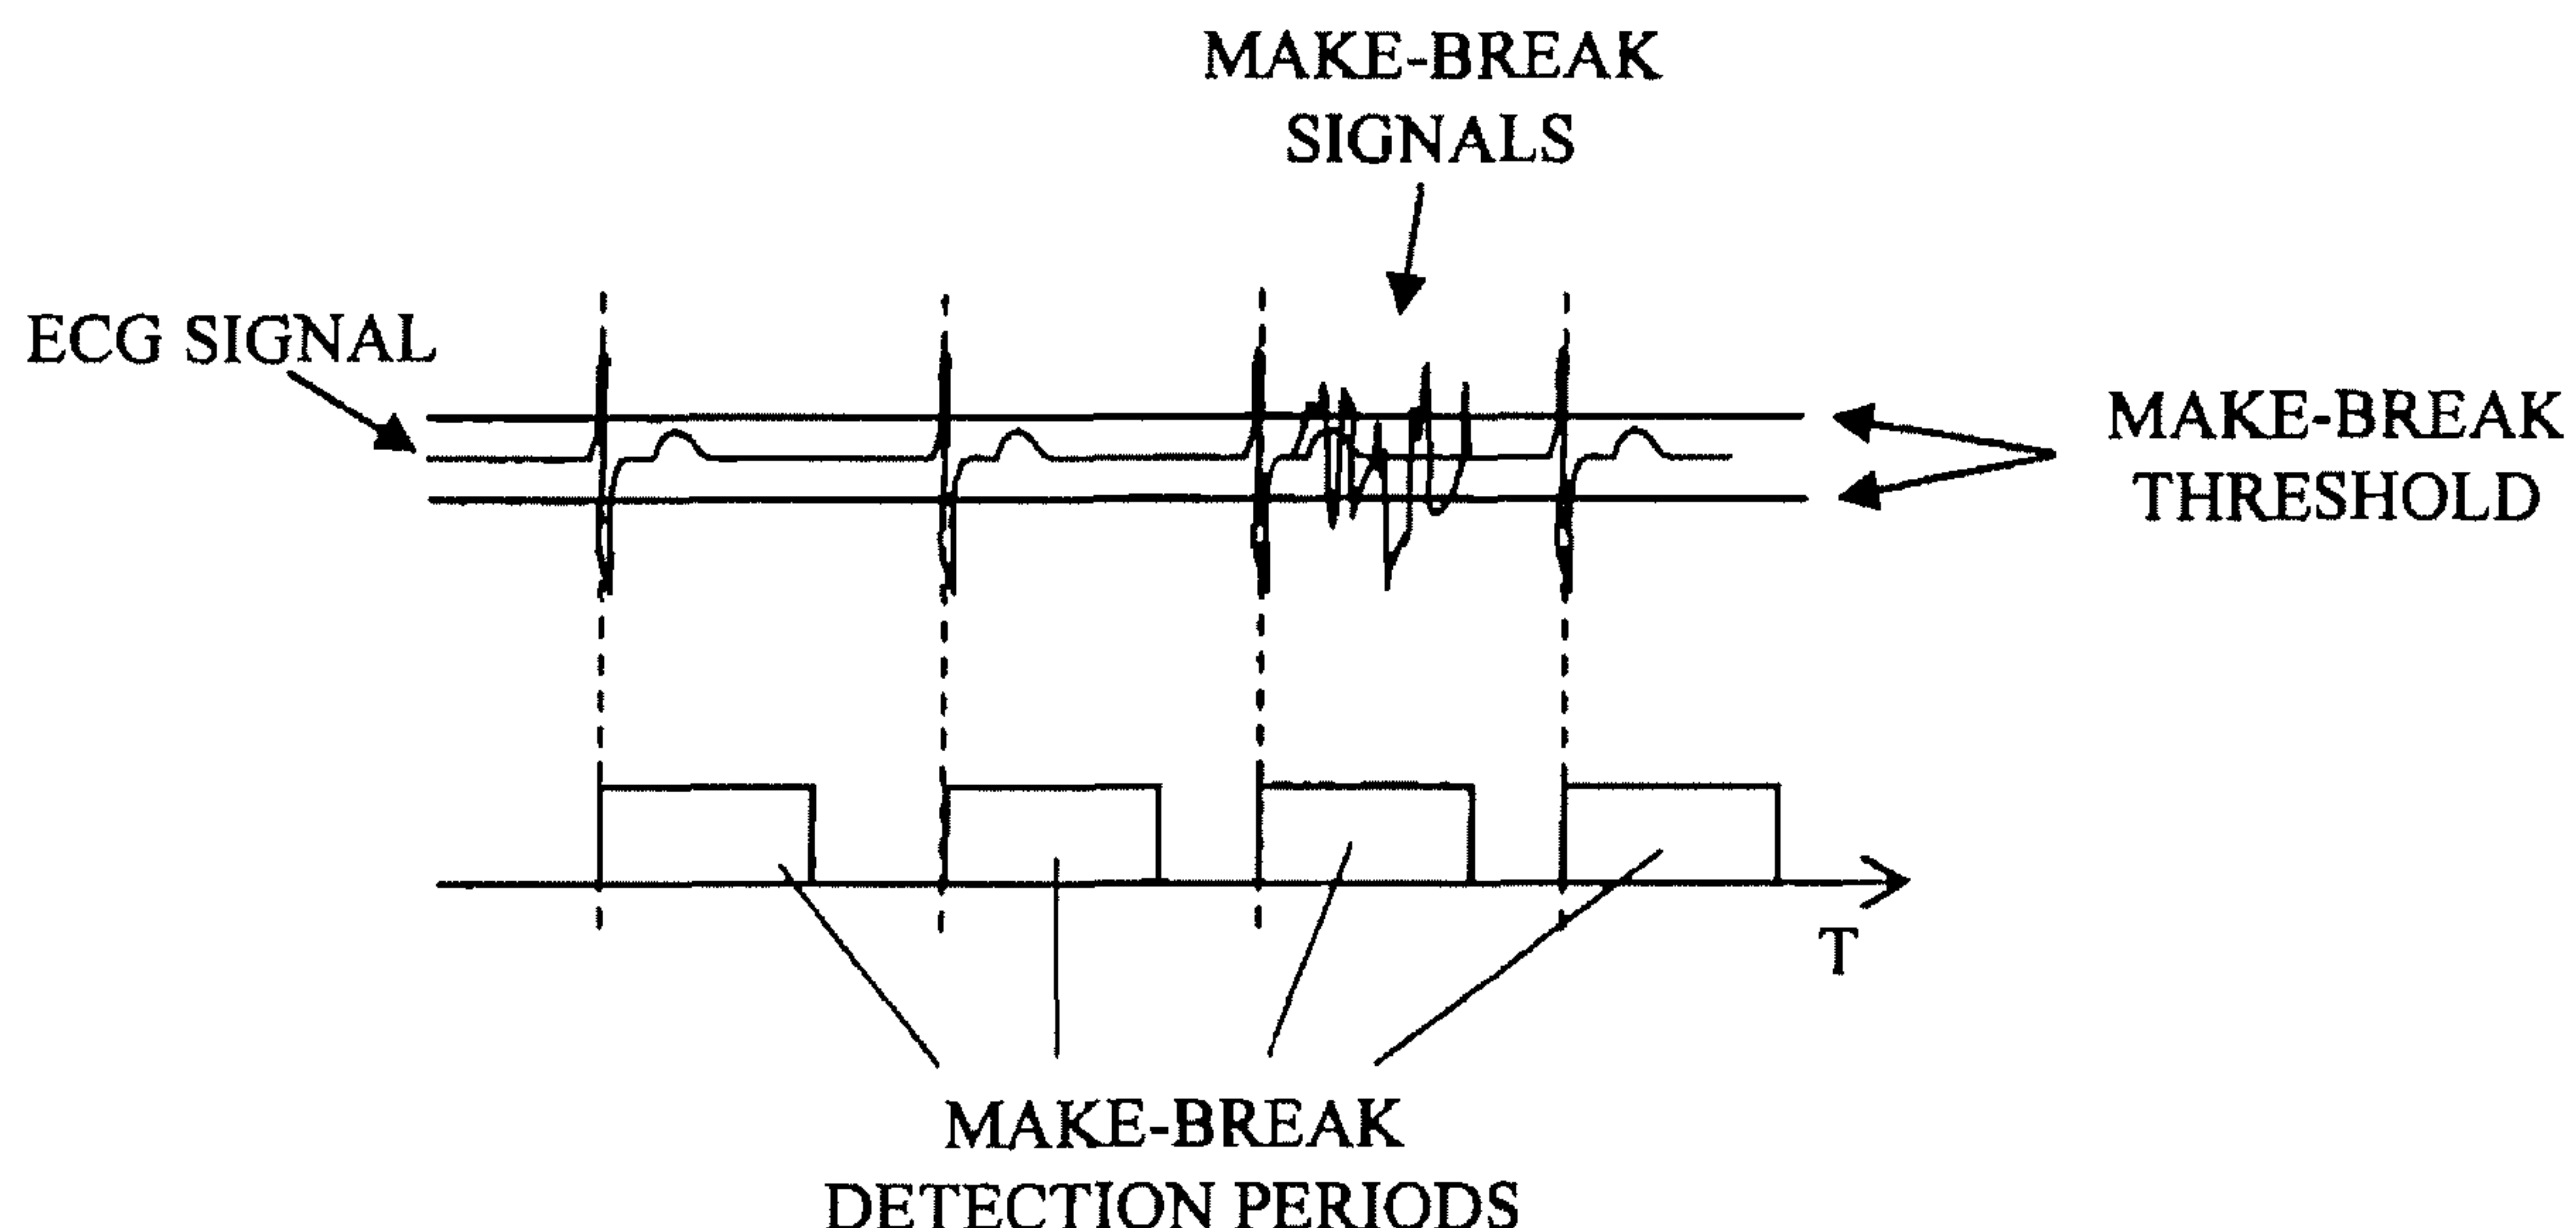 MAKE-BREAK
SIGNALS
ECG SIGNAL
MAKE-BREAK
THRESHOLD
T
MAKE-BREAK
DETECTION PERIODS